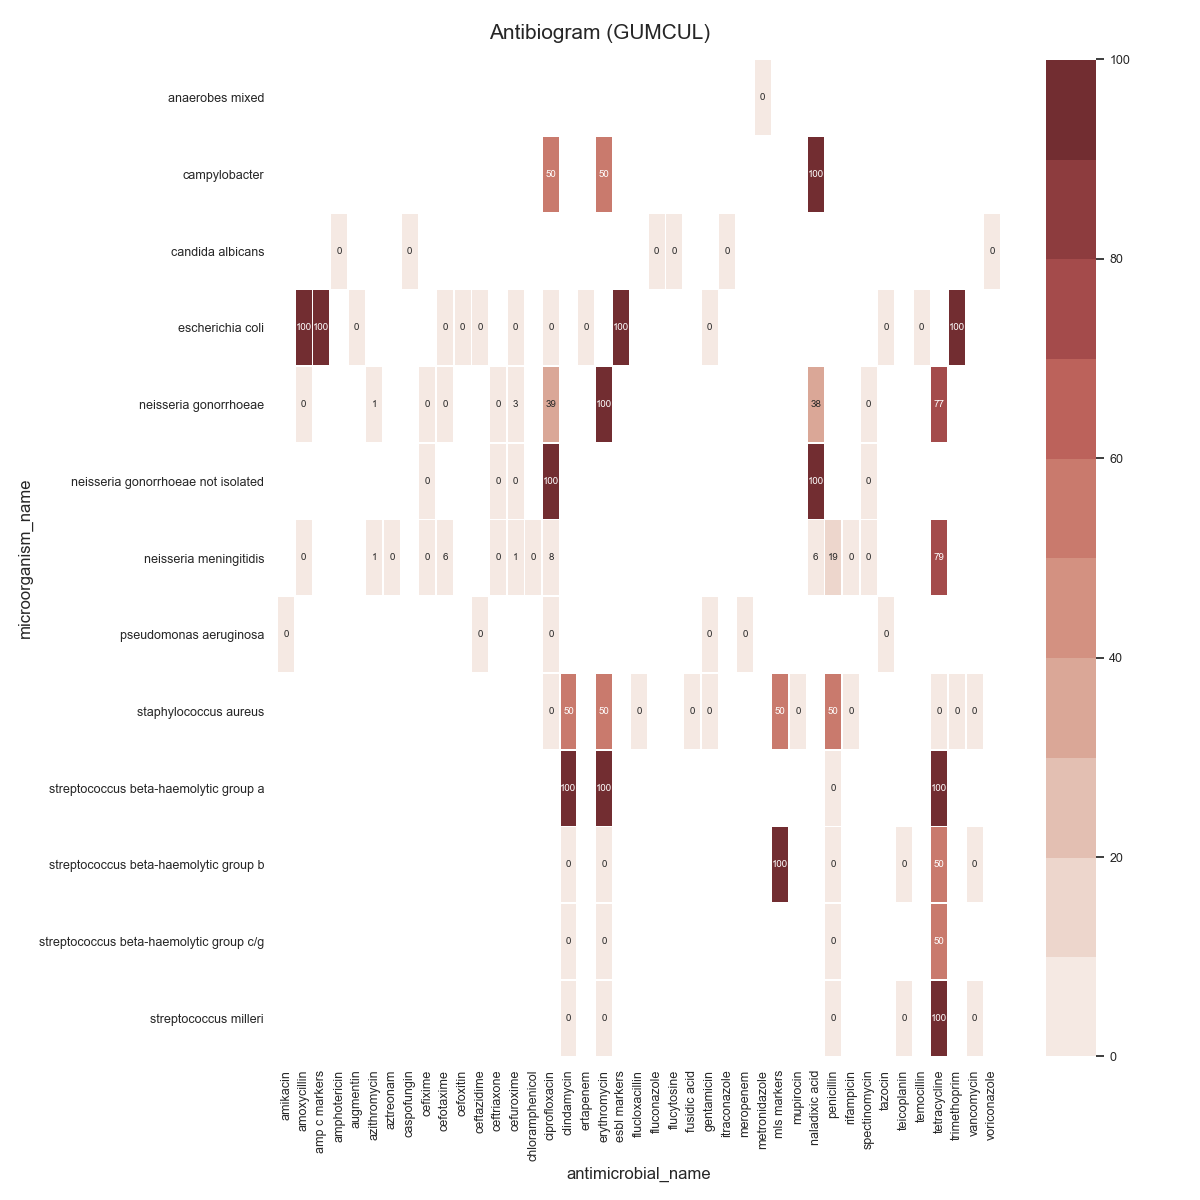 Antibiogram (GUMCUL)
microorganism_name
anaerobes mixed 0
campylobacter 50 50 100
candida albicans 0 0 0 0 0 0
escherichia coli 100 100 0 0 0 0 0 0 0 100 0 0 0 100
neisseria gonorrhoeae 0 1 0 0 0 3 39 100 38 0 77
neisseria gonorrhoeae not isolated 0 0 0 100 100 0
neisseria meningitidis 0 1 0 0 6 0 1 0 8 6 19 0 0 79
pseudomonas aeruginosa 0 0 0 0 0 0
staphylococcus aureus 0 50 50 0 0 0 50 0 50 0 0 0 0
streptococcus beta-haemolytic group a 100 100 0 100
streptococcus beta-haemolytic group b 0 0 100 0 0 50 0
streptococcus beta-haemolytic group c/g 0 0 0 50
streptococcus milleri 0 0 0 0 100 0
amikacin
amoxycillin
amp c markers
amphotericin
augmentin
azithromycin
aztreonam
caspofungin
cefixime
cefotaxime
cefoxitin
ceftazidime
ceftriaxone
cefuroxime
chloramphenicol
ciprofloxacin
clindamycin
ertapenem
erythromycin
esbl markers
flucloxacillin
fluconazole
flucytosine
fusidic acid
gentamicin
itraconazole
meropenem
metronidazole
mls markers
mupirocin
naladixic acid
penicillin
rifampicin
spectinomycin
tazocin
teicoplanin
temocillin
tetracycline
trimethoprim
vancomycin
voriconazole
antimicrobial_name
100
80
60
40
20
0